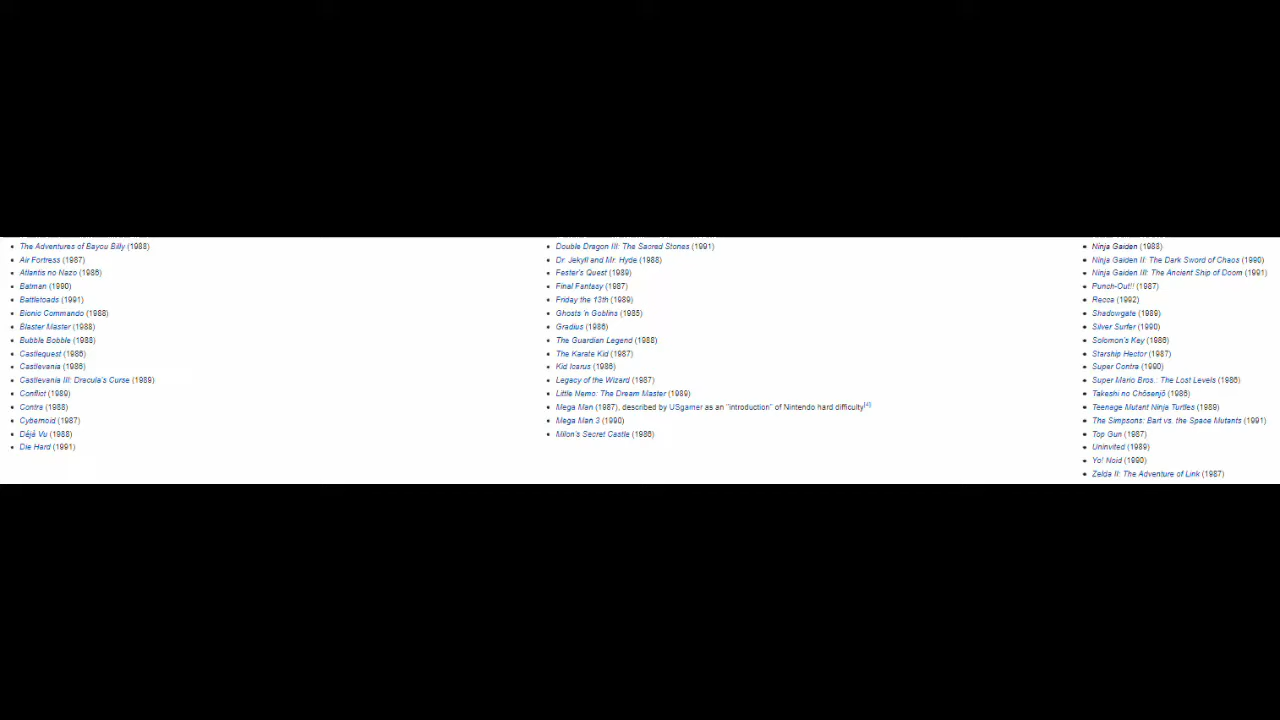 The Adventures of Bayou Billy (1988)
Air Fortress (1987)
Atlantis no Nazo (1986)
Batman (1990)
Battletoads (1991)
Bionic Commando (1988)
Blaster Master (1988)
Bubble Bobble (1988)
Castlequest (1986)
Castlevania (1986)
Castlevania III: Dracula's Curse (1989)
Conflict (1989)
Contra (1988)
Cybernoid (1987)
Déjà Vu (1988)
Die Hard (1991)
Double Dragon III: The Sacred Stones (1991)
Dr. Jekyll and Mr. Hyde (1988)
Fester's Quest (1989)
Final Fantasy (1987)
Friday the 13th (1989)
Ghosts 'n Goblins (1985)
Gradius (1986)
The Guardian Legend (1988)
The Karate Kid (1987)
Kid Icarus (1986)
Legacy of the Wizard (1987)
Little Nemo: The Dream Master (1989)
Mega Man (1987), described by USgamer as an "introduction" of Nintendo hard difficulty[4]
Mega Man 3 (1990)
Milon's Secret Castle (1986)
Ninja Gaiden (1988)
Ninja Gaiden II: The Dark Sword of Chaos (1990)
Ninja Gaiden III: The Ancient Ship of Doom (1991)
Punch-Out!! (1987)
Recca (1992)
Shadowgate (1989)
Silver Surfer (1990)
Solomon's Key (1986)
Starship Hector (1987)
Super Contra (1990)
Super Mario Bros.: The Lost Levels (1986)
Takeshi no Chōsenjō (1986)
Teenage Mutant Ninja Turtles (1989)
The Simpsons: Bart vs. the Space Mutants (1991)
Top Gun (1987)
Uninvited (1989)
Yo! Noid (1990)
Zelda II: The Adventure of Link (1987)